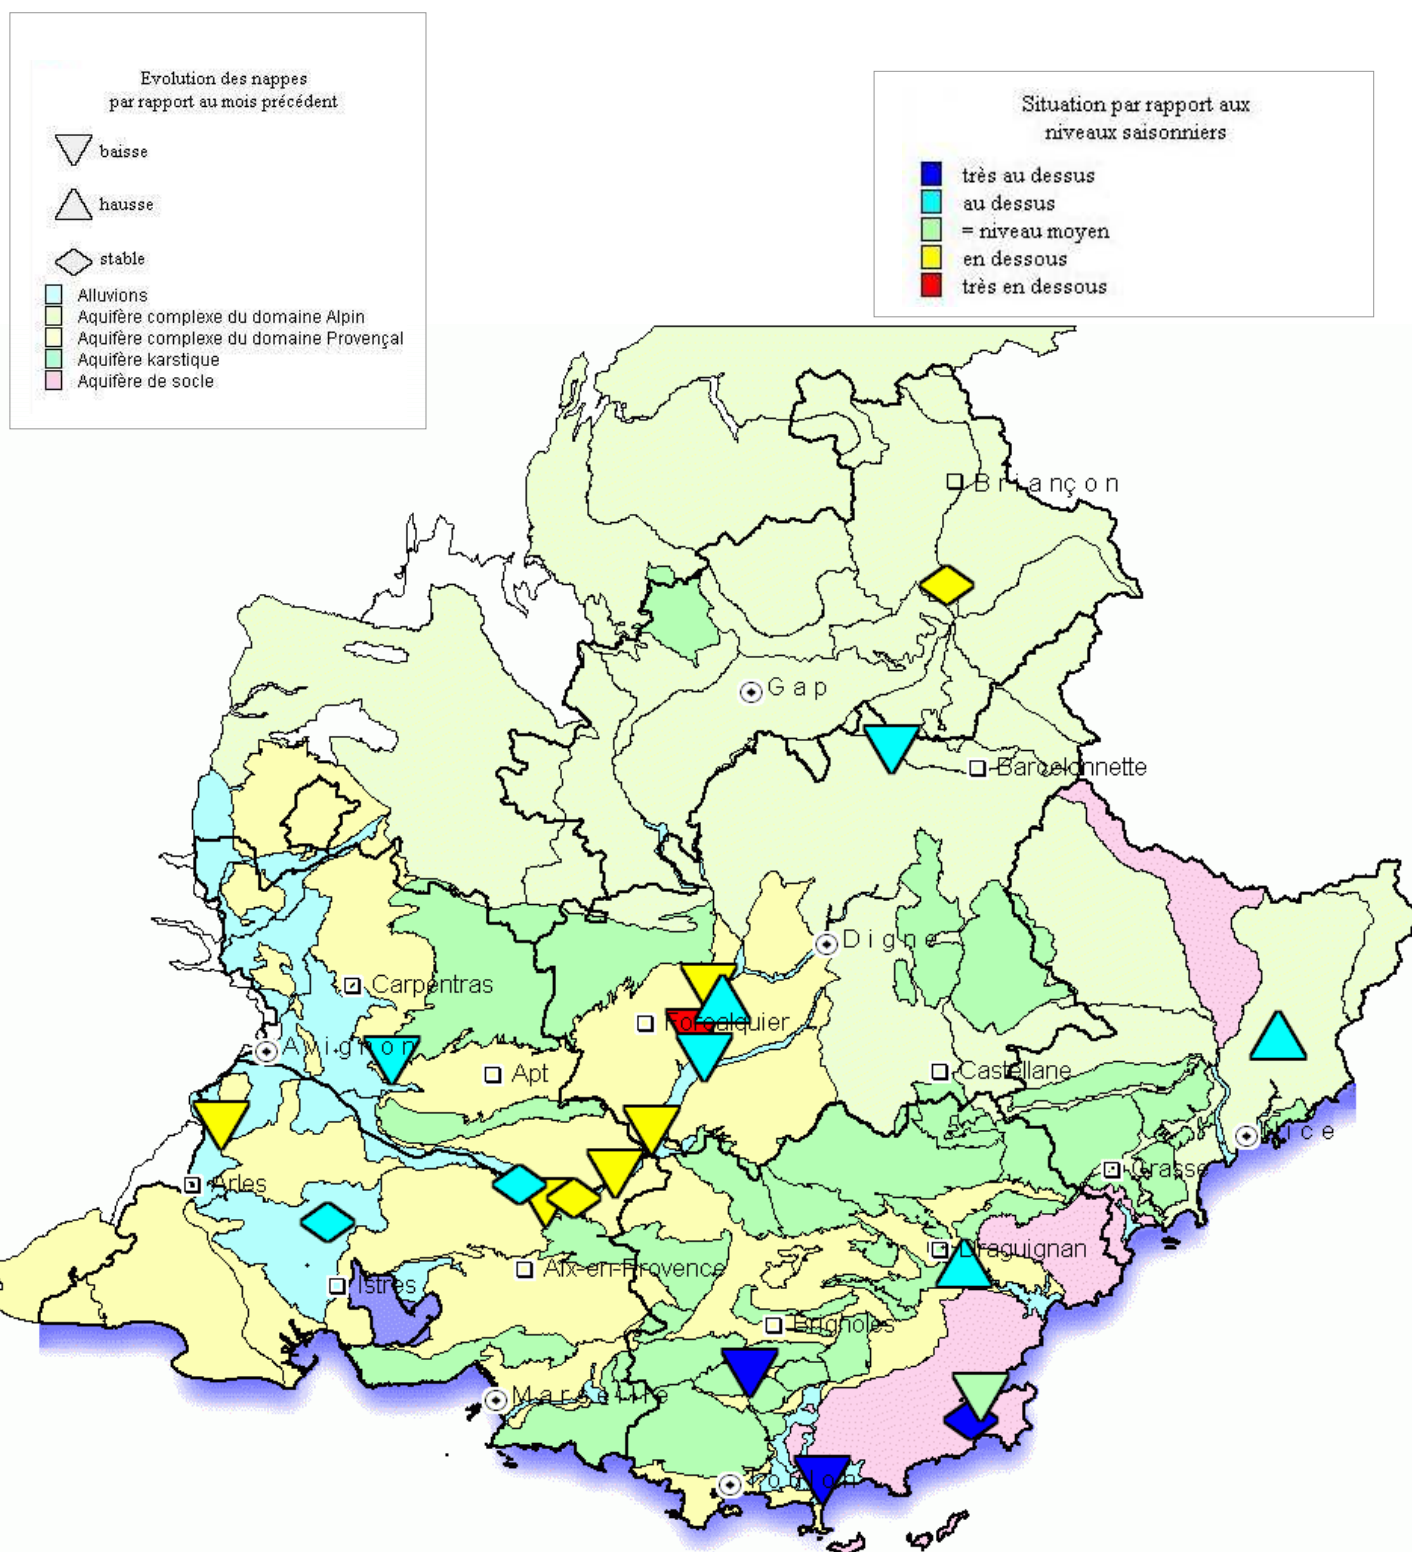 Evolution des nappes
par rapport au mois précédent
baisse
hausse
stable
Alluvions
Aquifère complexe du domaine Alpin
Aquifère complexe du domaine Provençal
Aquifère karstique
Aquifère de socle
Situation par rapport aux
niveaux saisonniers
très au dessus
au dessus
= niveau moyen
en dessous
très en dessous
Briançon
Gap
Barcelonnette
Digne
Carpentras
Forcalquier
Avignon
Apt
Castellane
Nice
Grasse
Arles
Draguignan
Aix-en-Provence
Istres
Brignoles
Marseille
Toulon